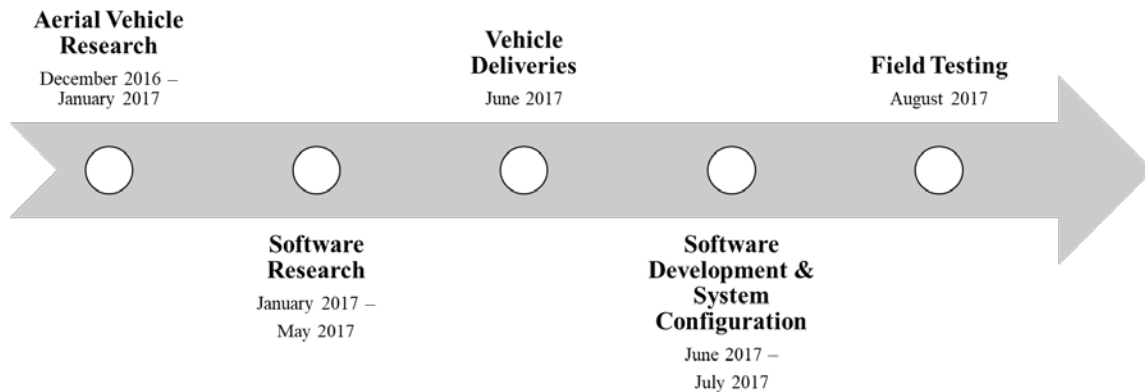 Aerial Vehicle
Research
December 2016 –
January 2017
Software
Research
January 2017 –
May 2017
Vehicle
Deliveries
June 2017
Software
Development &
System
Configuration
June 2017 –
July 2017
Field Testing
August 2017